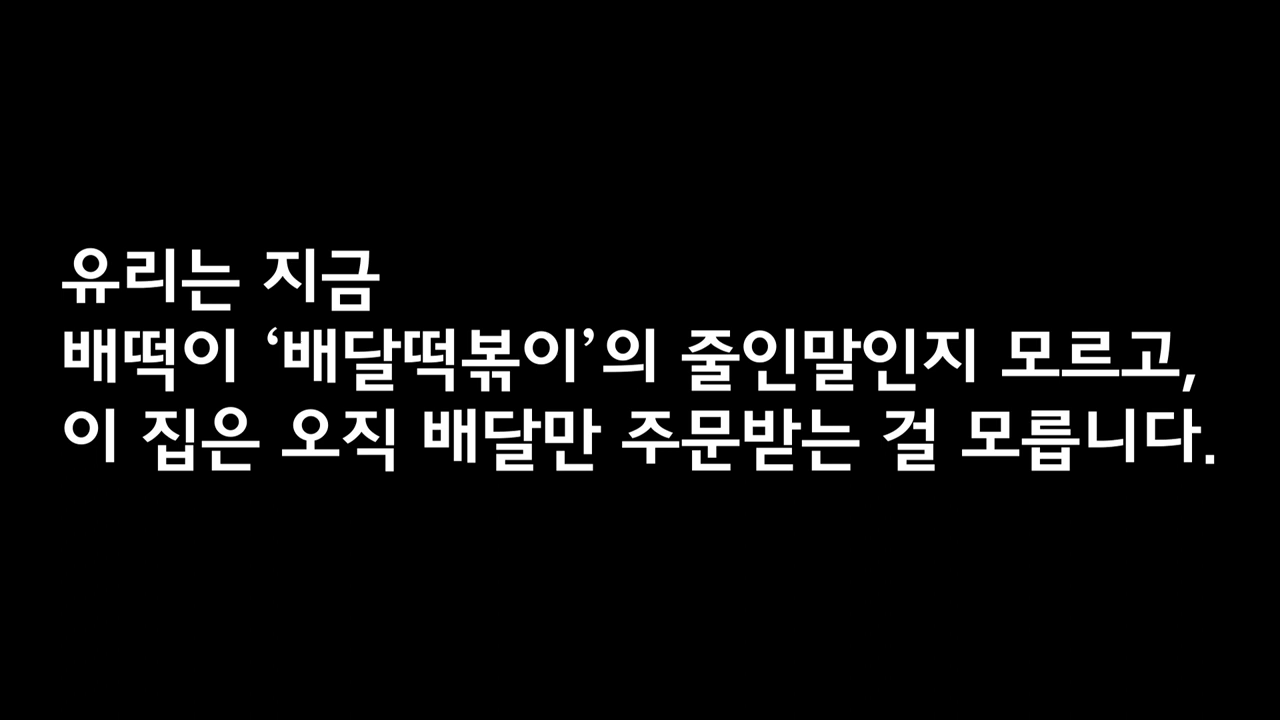 유리는 지금
배떡이 ‘배달떡볶이’의 줄인말인지 모르고,
이 집은 오직 배달만 주문받는 걸 모릅니다.